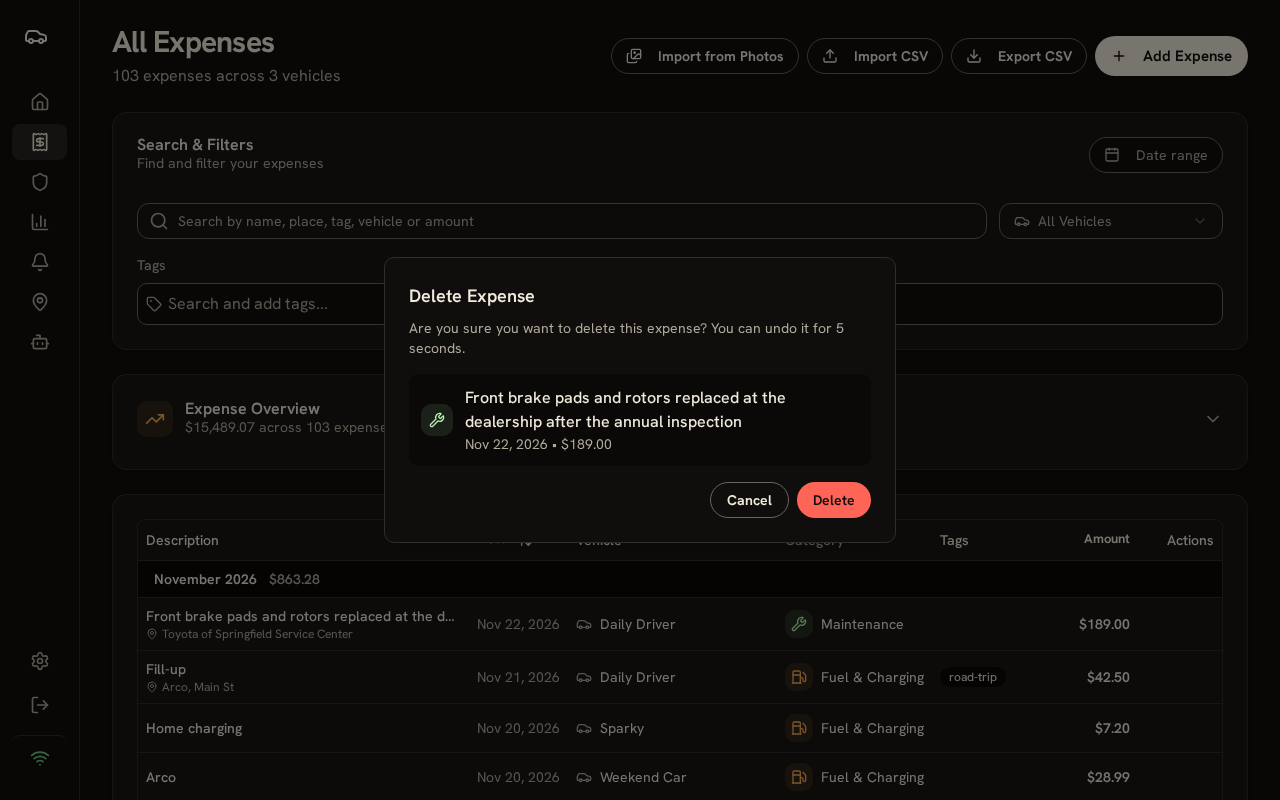 All Expenses
103 expenses across 3 vehicles
Import from Photos
Import CSV
Export CSV
Add Expense
Search & Filters
Find and filter your expenses
Date range
Search by name, place, tag, vehicle or amount
All Vehicles
Tags
Search and add tags...
Delete Expense
Are you sure you want to delete this expense? You can undo it for 5
seconds.
Front brake pads and rotors replaced at the
dealership after the annual inspection
Nov 22, 2026 • $189.00
Cancel
Delete
Expense Overview
$15,489.07 across 103 expense
Description
Vehicle
Category
Tags
Amount
Actions
November 2026 $863.28
Front brake pads and rotors replaced at the d...
Toyota of Springfield Service Center
Nov 22, 2026
Daily Driver
Maintenance
$189.00
Fill-up
Arco, Main St
Nov 21, 2026
Daily Driver
Fuel & Charging
road-trip
$42.50
Home charging
Nov 20, 2026
Sparky
Fuel & Charging
$7.20
Arco
Nov 20, 2026
Weekend Car
Fuel & Charging
$28.99